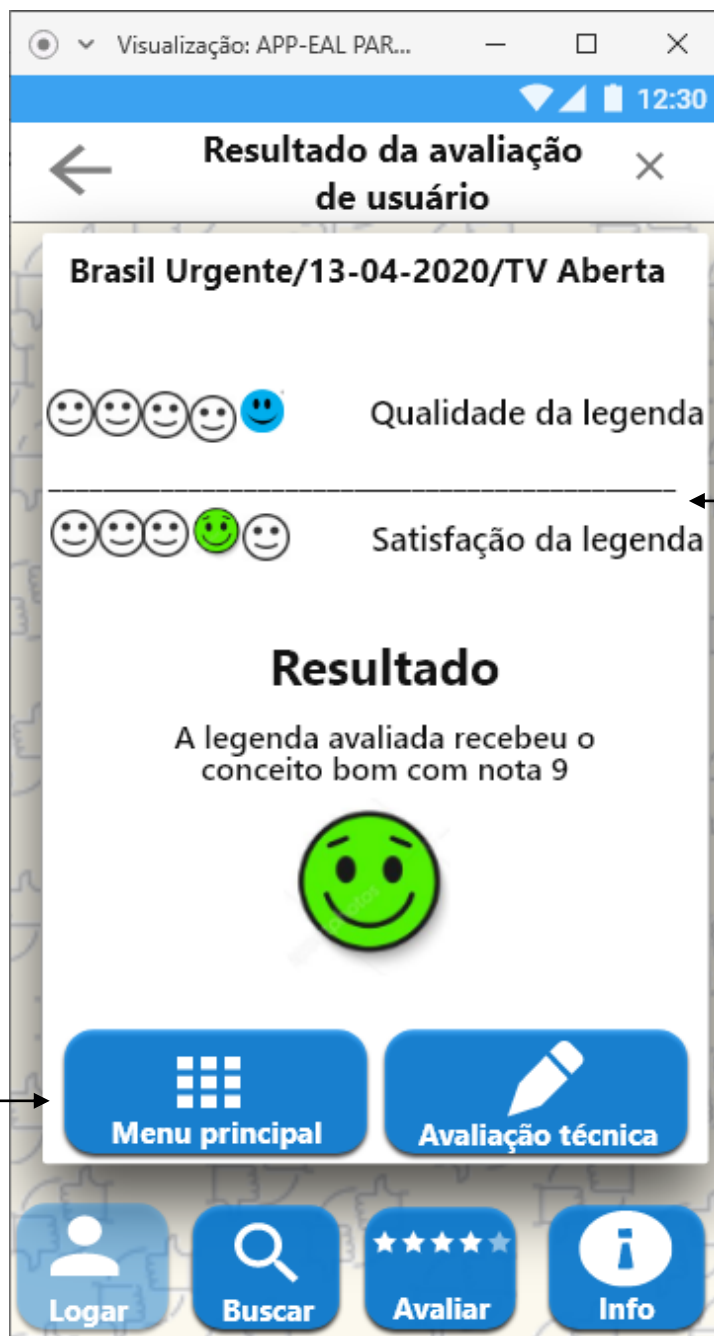 Visualização: APP-EAL PAR...
12:30
Resultado da avaliação
de usuário
Brasil Urgente/13-04-2020/TV Aberta
Qualidade da legenda
Satisfação da legenda
Resultado
A legenda avaliada recebeu o
conceito bom com nota 9
Menu principal
Avaliação técnica
Logar
Buscar
Avaliar
Info